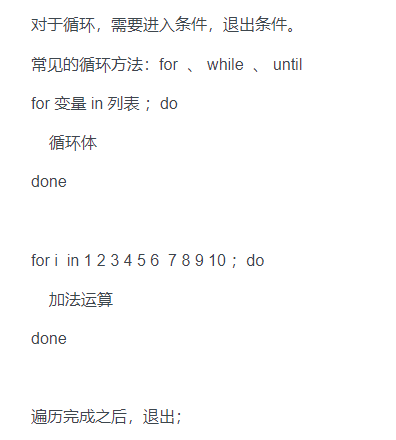 对于循环，需要进入条件，退出条件。
常见的循环方法：for 、 while 、 until
for 变量 in 列表 ；do
循环体
done
for i  in 1 2 3 4 5 6  7 8 9 10 ；do
加法运算
done
遍历完成之后，退出；